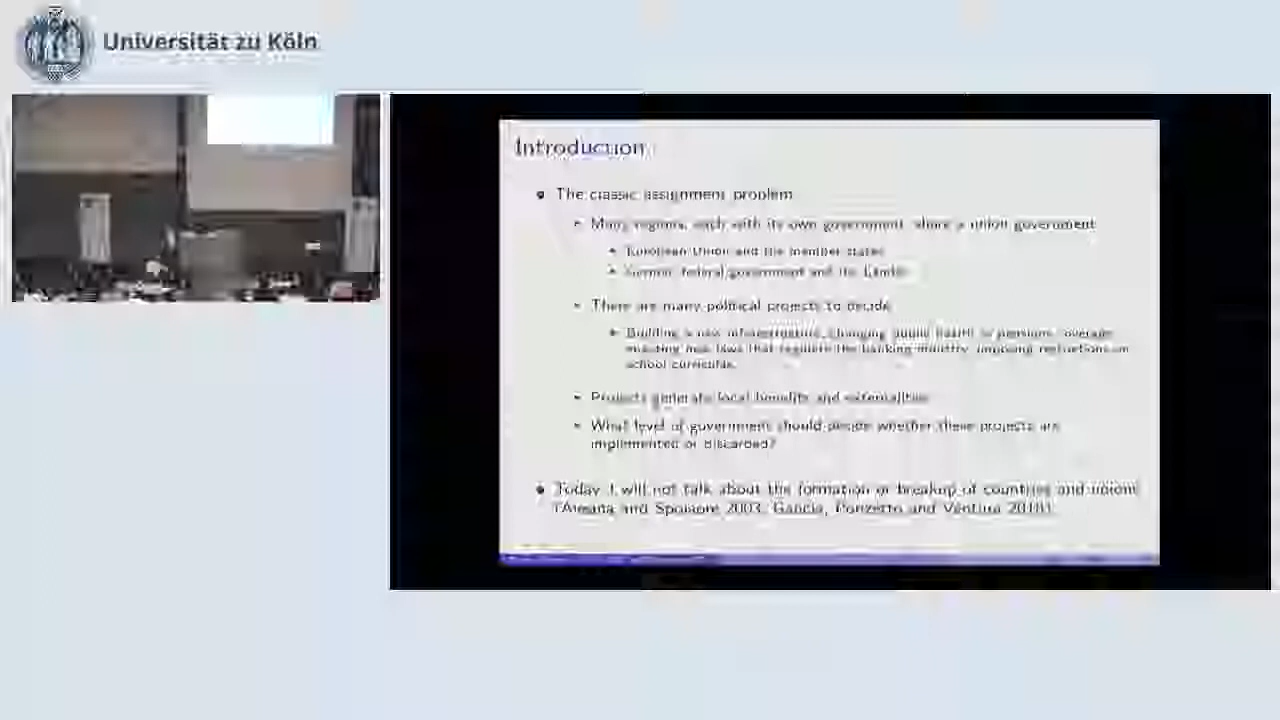 Universität zu Köln
Introduction
The classic assignment problem
Many regions, each with its own government, share a union government
European Union and the member states
German federal government and its Länder
There are many political projects to decide
Building a new infrastructure, changing public health or pensions coverage,
enacting new laws that regulate the banking industry, imposing restrictions on
school curricula.
Projects generate local benefits and externalities
What level of government should decide whether these projects are
implemented or discarded?
Today I will not talk about the formation or breakup of countries and unions
(Alesina and Spolaore 2003, Gancia, Ponzetto and Ventura